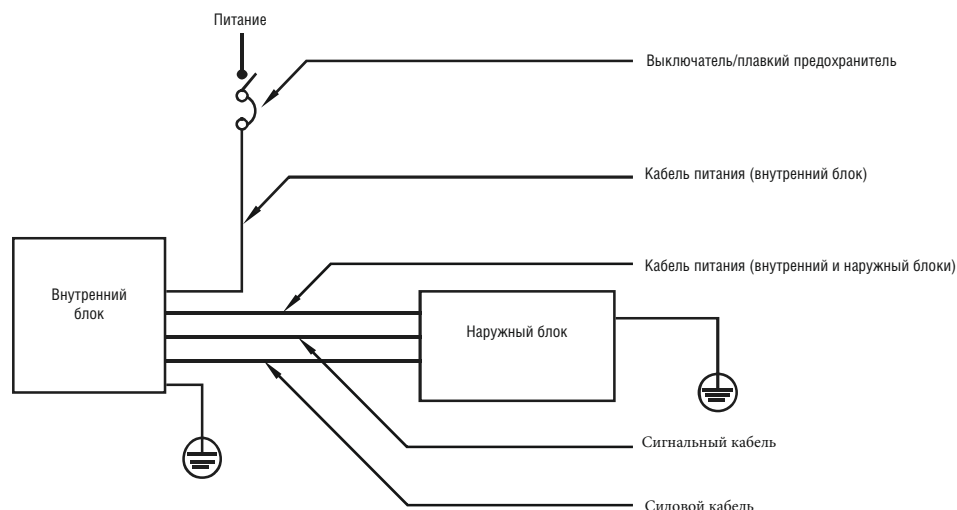 Питание
Выключатель/плавкий предохранитель
Кабель питания (внутренний блок)
Кабель питания (внутренний и наружный блоки)
Внутренний
блок
Наружный блок
Сигнальный кабель
Силовой кабель